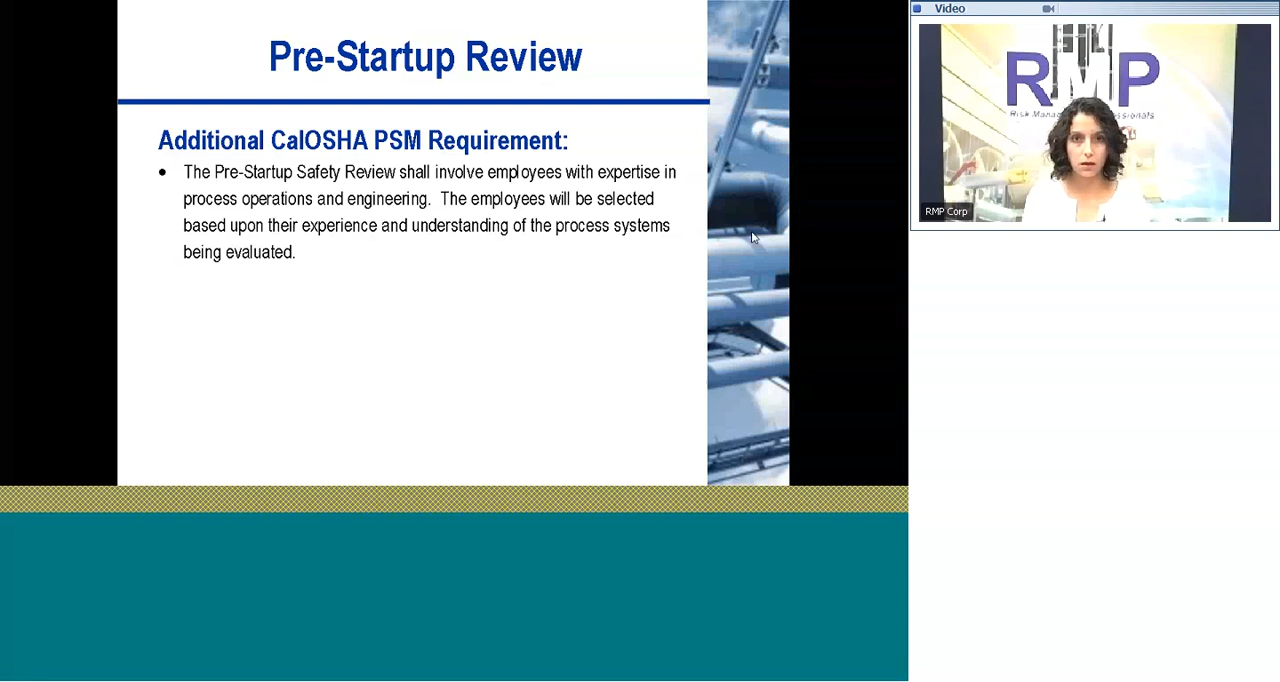 Pre-Startup Review
Additional CalOSHA PSM Requirement:
• The Pre-Startup Safety Review shall involve employees with expertise in
process operations and engineering. The employees will be selected
based upon their experience and understanding of the process systems
being evaluated.
Video
RMP
Risk
RMP Corp